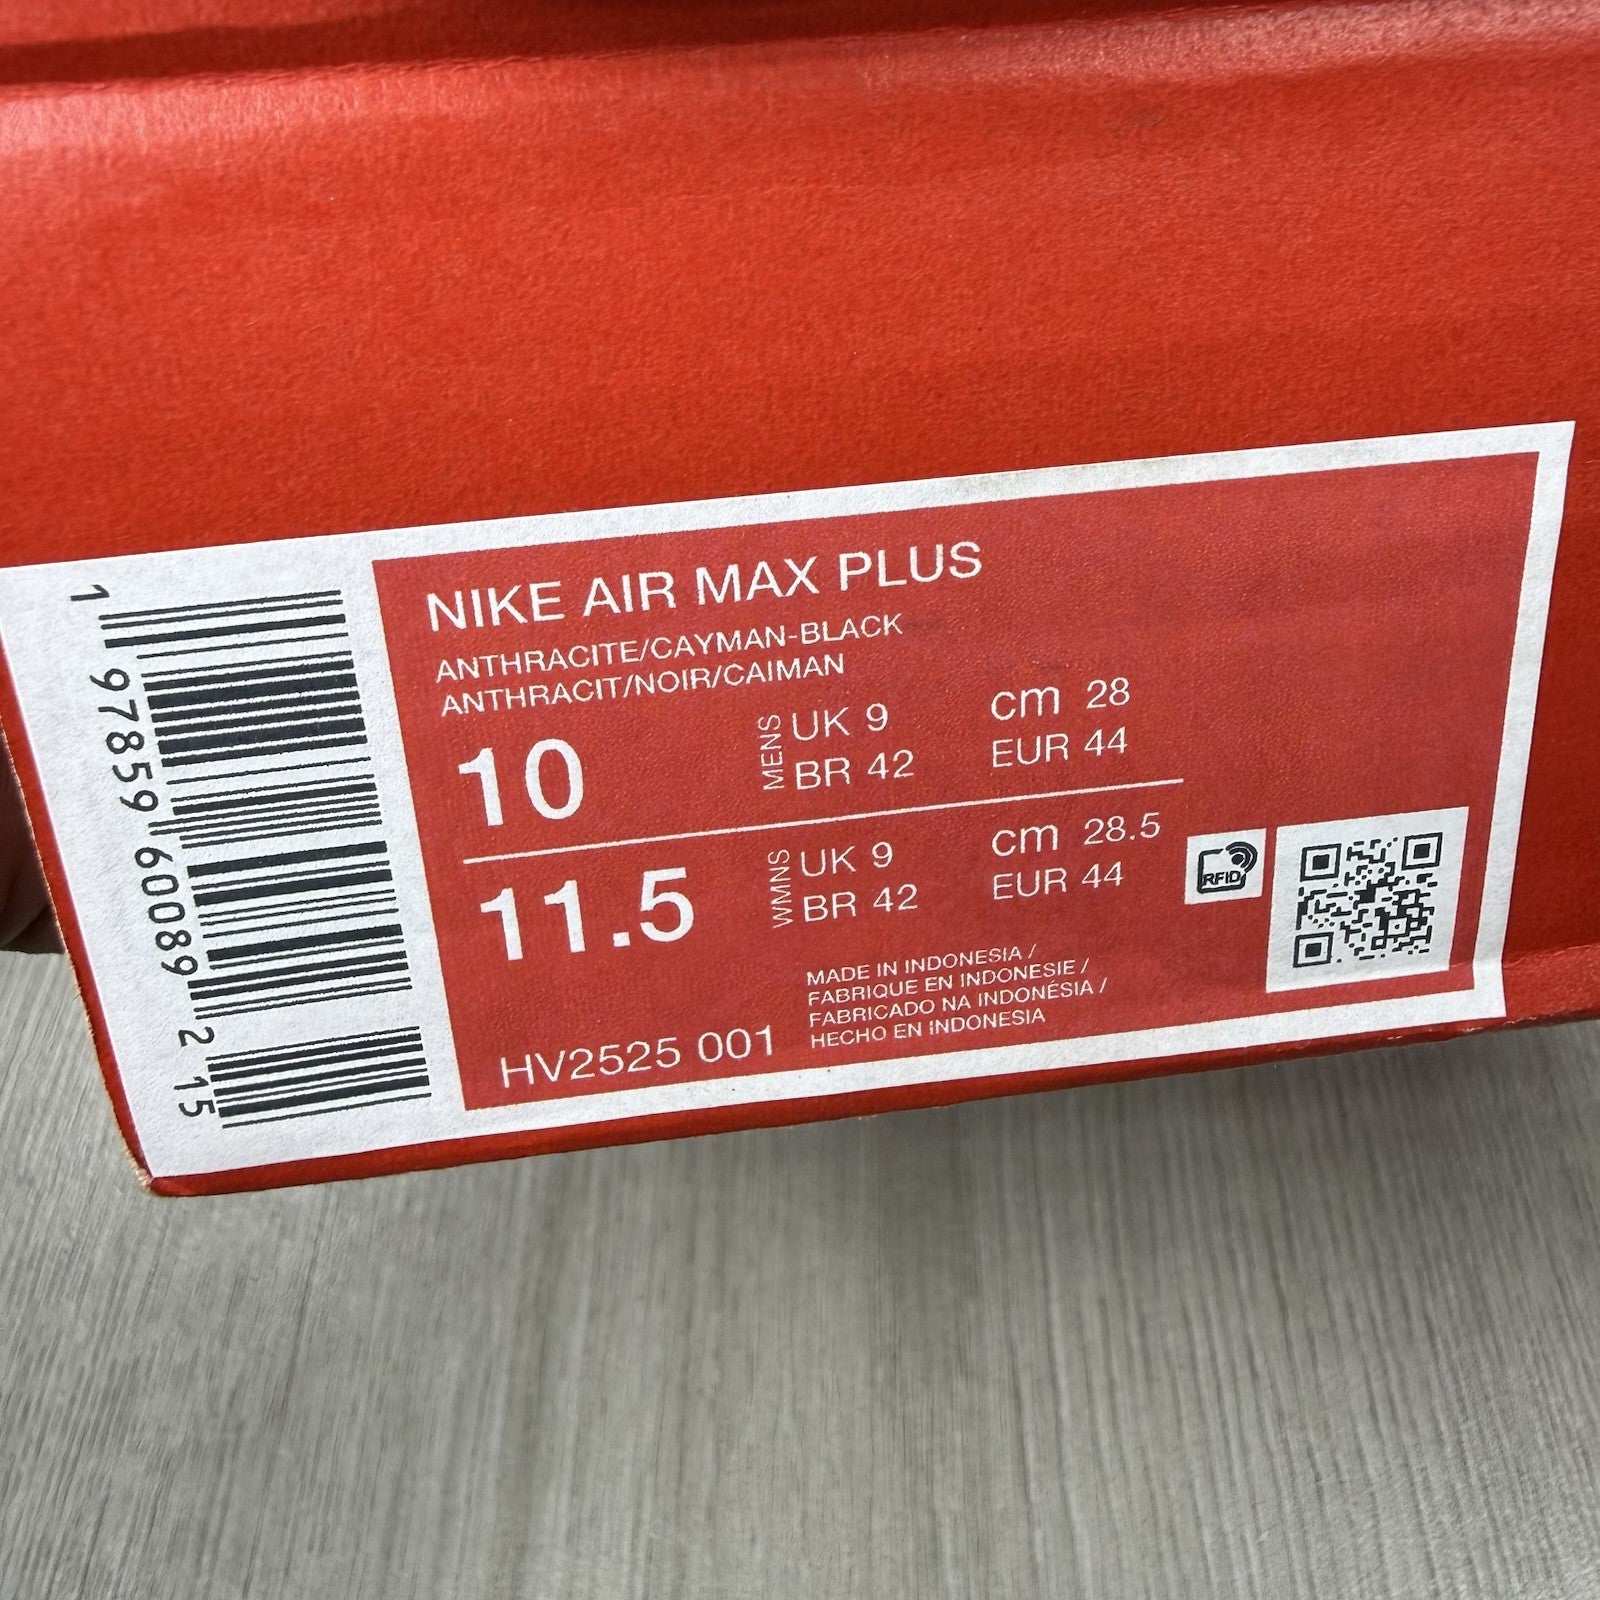 NIKE AIR MAX PLUS
ANTHRACITE/CAYMAN-BLACK
ANTHRACIT/NOIR/CAIMAN
10 MENS UK 9 cm 28
BR 42 EUR 44
11.5 WMNS UK 9 cm 28.5
BR 42 EUR 44
MADE IN INDONESIA /
FABRIQUE EN INDONESIE /
FABRICADO NA INDONÉSIA /
HECHO EN INDONESIA
HV2525 001
RFID
1 97859 60089 2 15